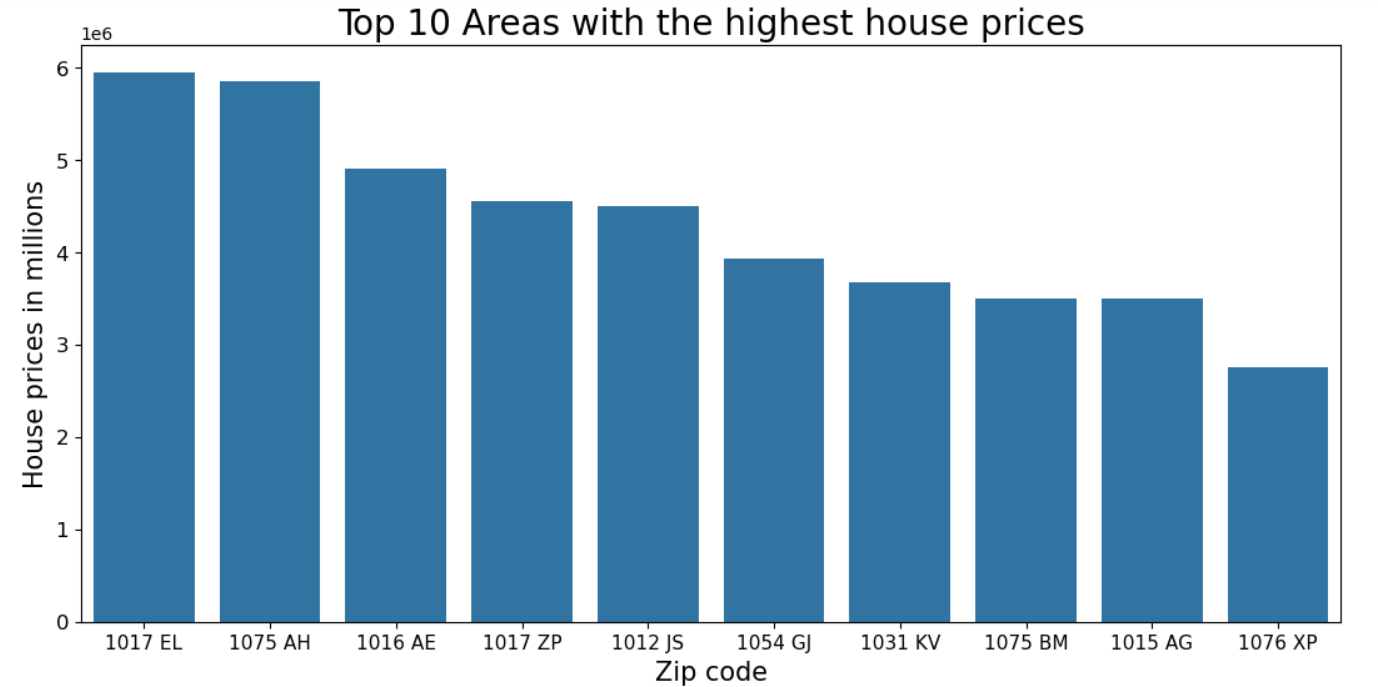 Top 10 Areas with the highest house prices
1e6
House prices in millions
6
5
4
3
2
1
0
1017 EL 1075 AH 1016 AE 1017 ZP 1012 JS 1054 GJ 1031 KV 1075 BM 1015 AG 1076 XP
Zip code